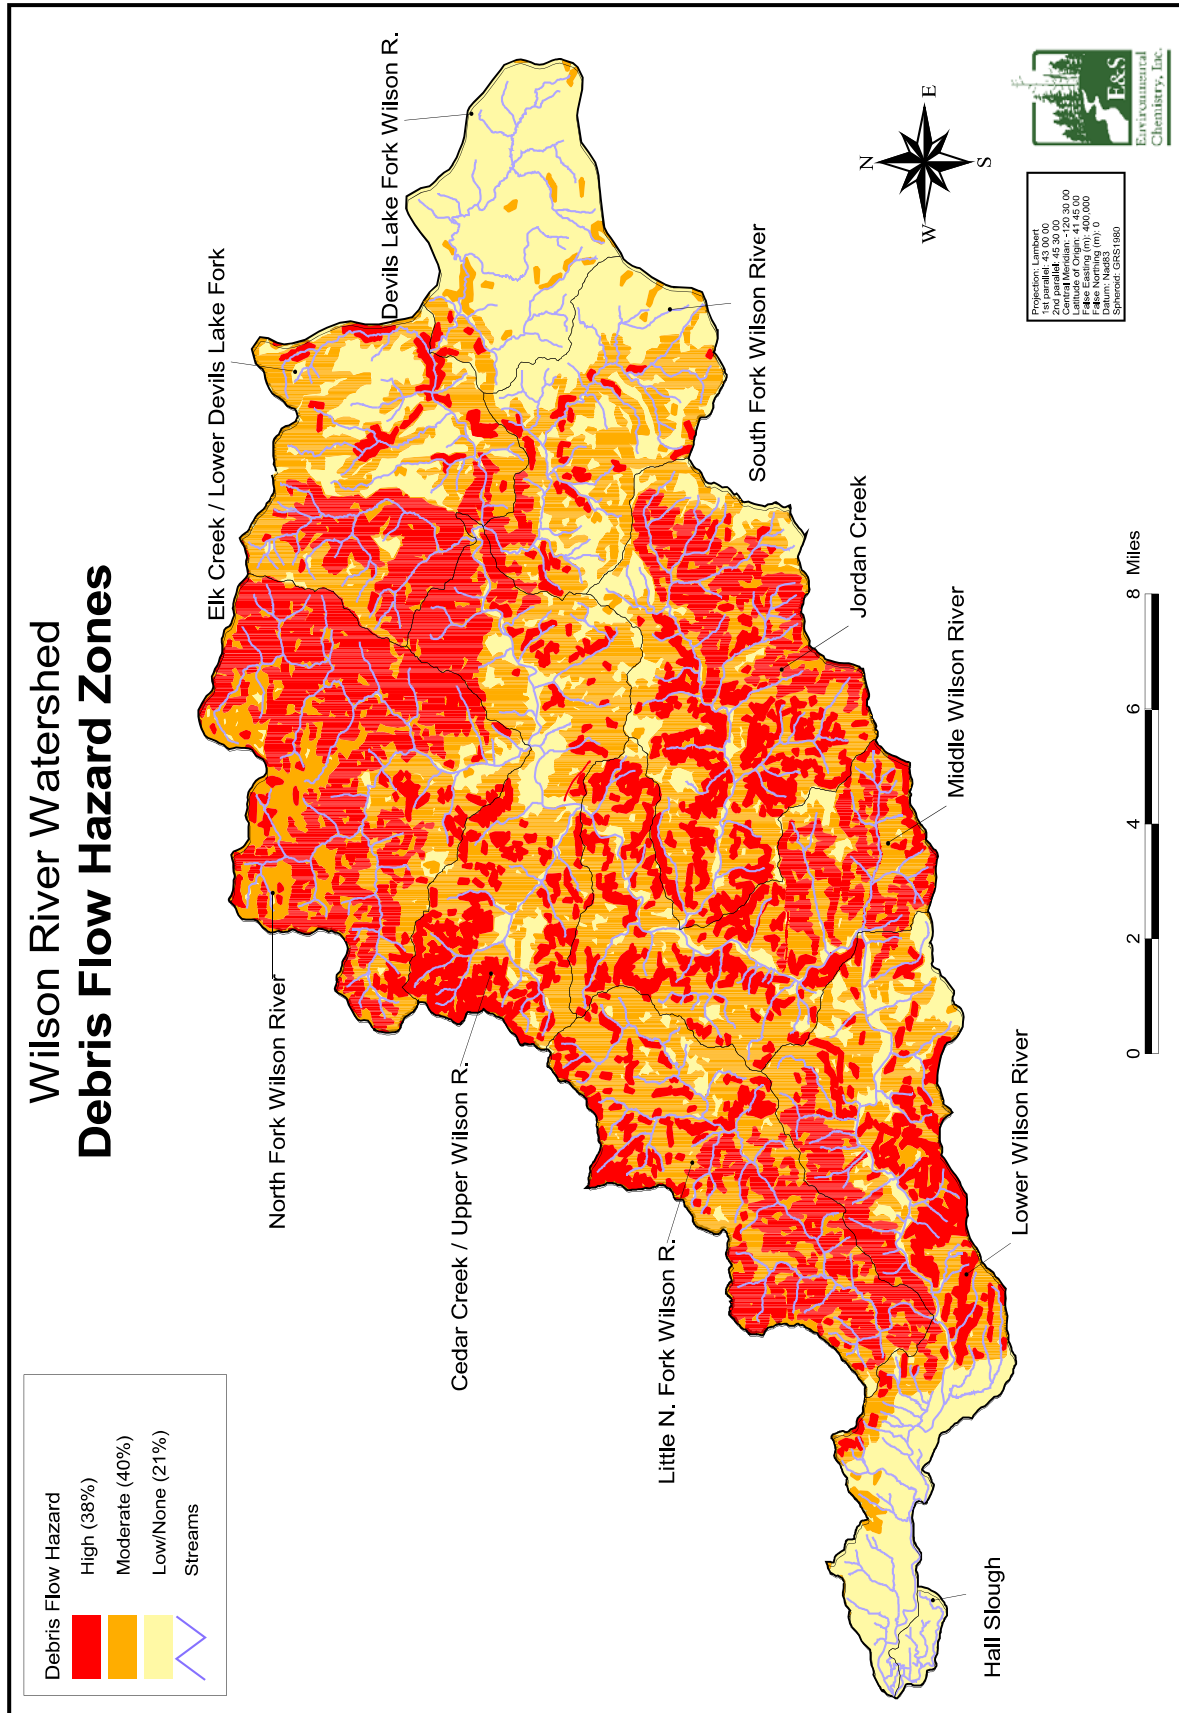 Wilson River Watershed
Debris Flow Hazard Zones
Debris Flow Hazard
High (38%)
Moderate (40%)
Low/None (21%)
Streams
Elk Creek / Lower Devils Lake Fork
Devils Lake Fork Wilson R.
North Fork Wilson River
Cedar Creek / Upper Wilson R.
Little N. Fork Wilson R.
South Fork Wilson River
Jordan Creek
Middle Wilson River
Lower Wilson River
Hall Slough
N
E
S
W
0 2 4 6 8 Miles
Projection: Lambert
1st parallel: 43 00 00
2nd parallel: 45 30 00
Central Meridian: -120 30 00
Latitude of Origin: 41 45 00
False Easting (m): 400,000
False Northing (m): 0
Datum: Nad83
Spheroid: GRS1980
E&S
Environmental
Chemistry, Inc.